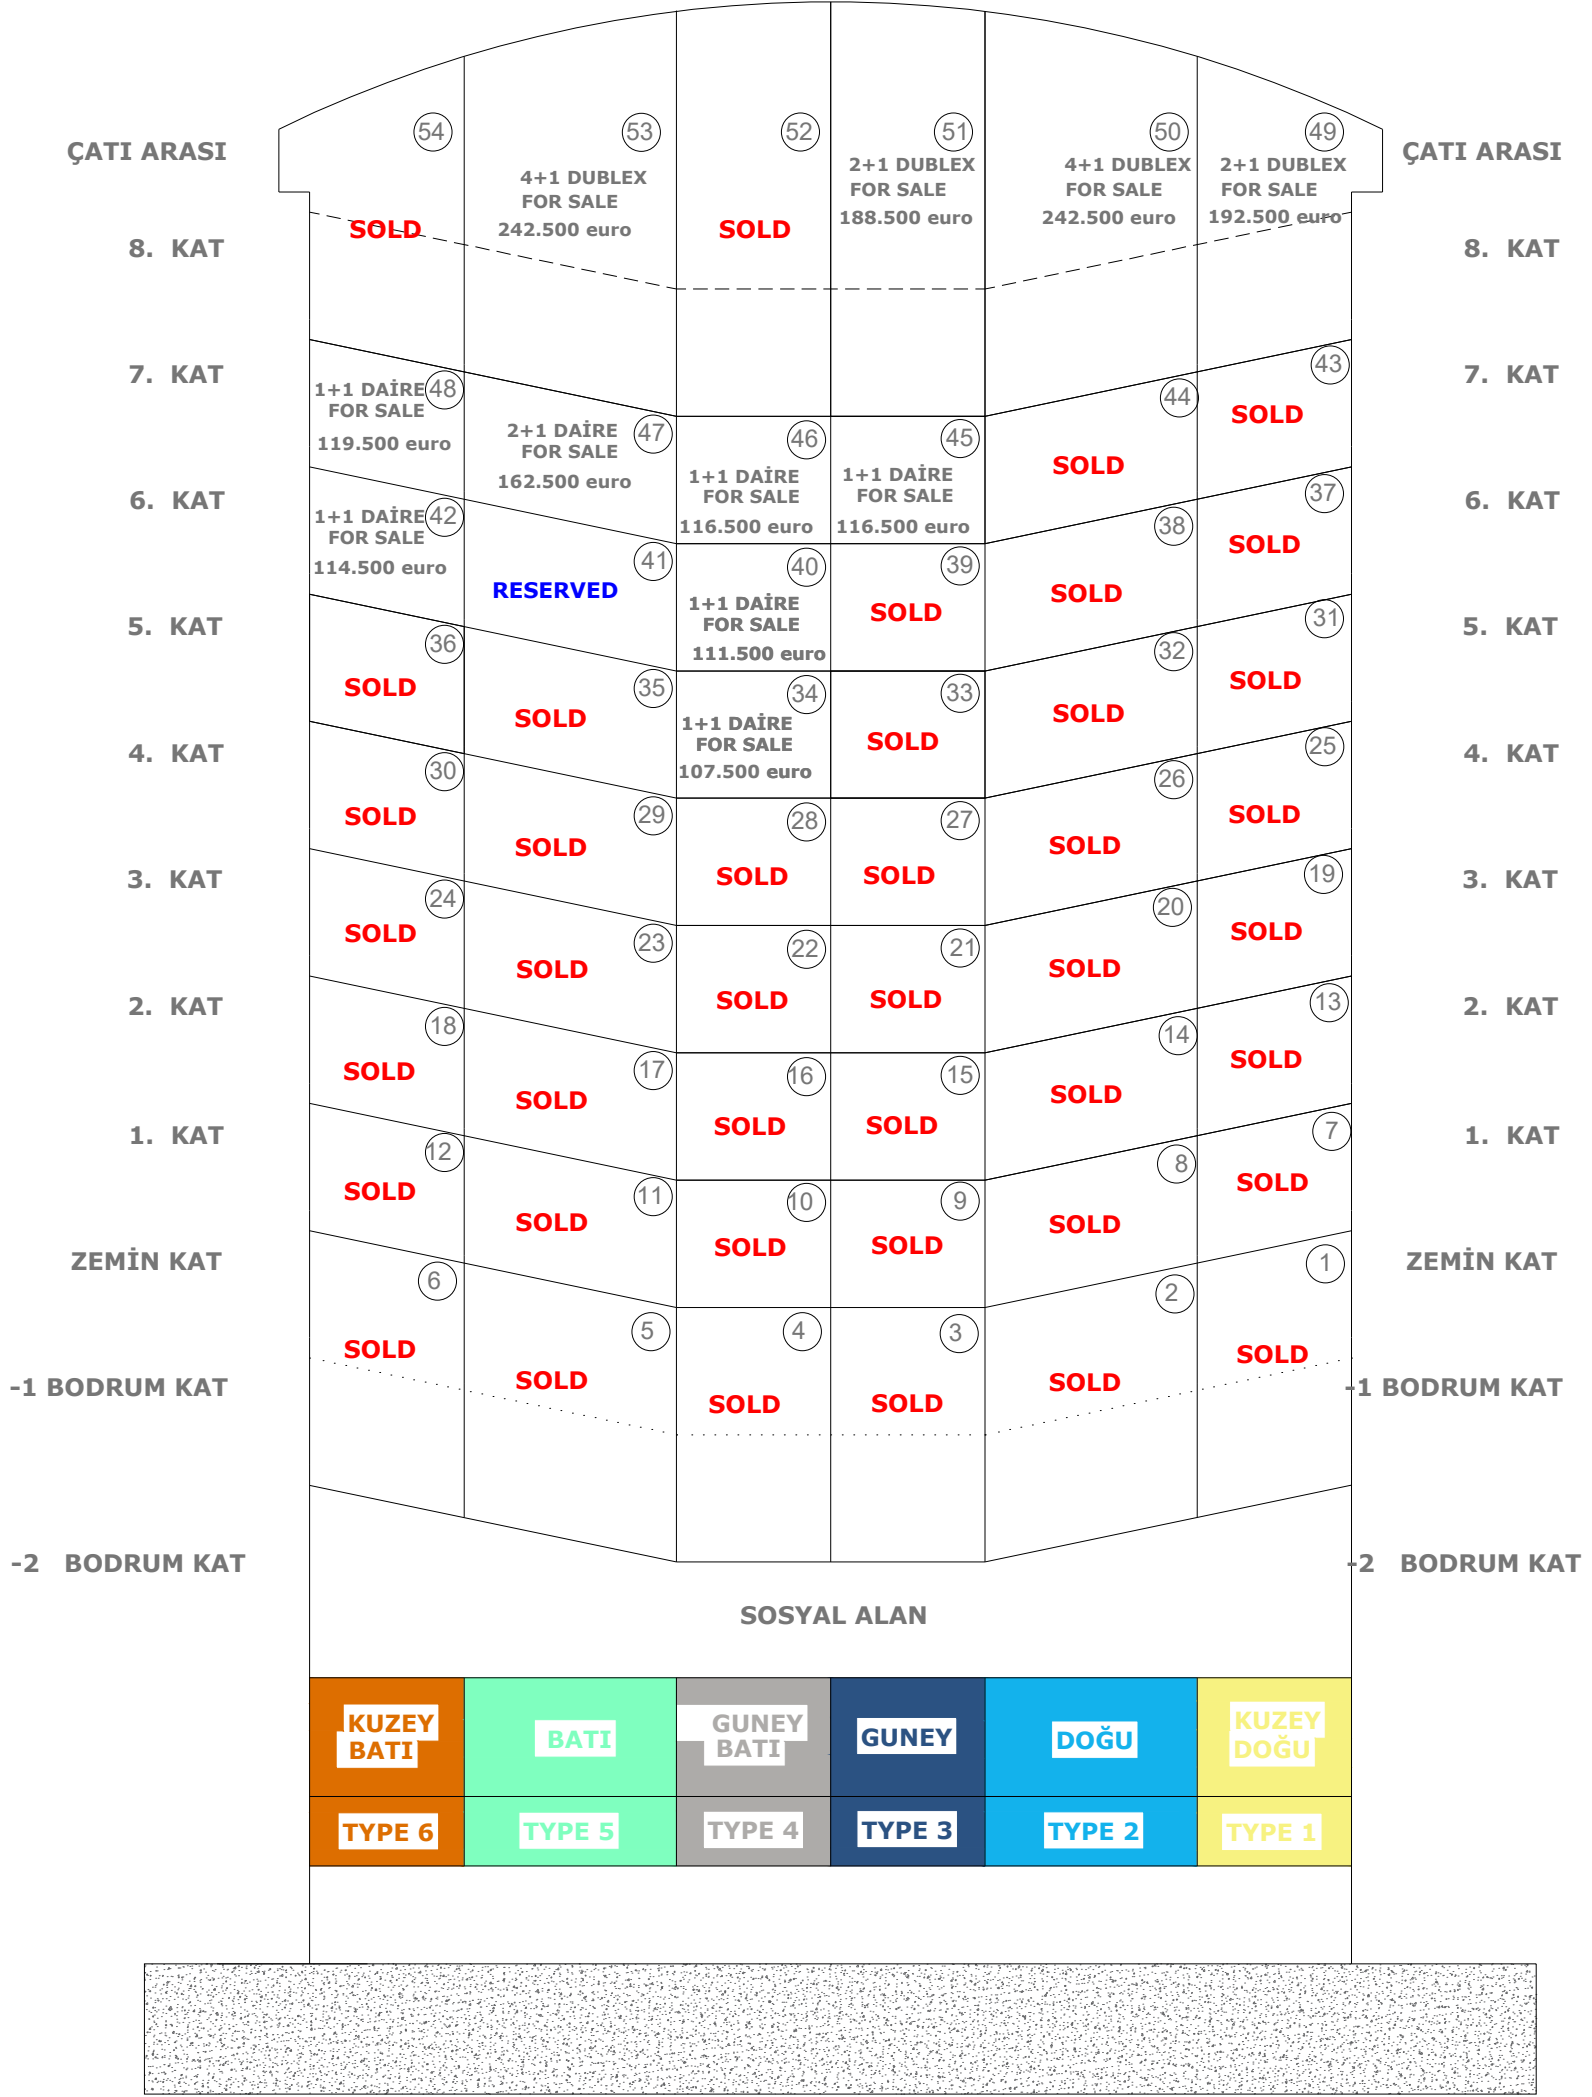 54
53
52
51
50
49
ÇATI ARASI
4+1 DUBLEX
FOR SALE
242.500 euro
2+1 DUBLEX
FOR SALE
188.500 euro
4+1 DUBLEX
FOR SALE
242.500 euro
2+1 DUBLEX
FOR SALE
192.500 euro
ÇATI ARASI
8. KAT
SOLD
SOLD
8. KAT
7. KAT
1+1 DAİRE
FOR SALE
119.500 euro
48
2+1 DAİRE
FOR SALE
162.500 euro
47
1+1 DAİRE
FOR SALE
116.500 euro
46
1+1 DAİRE
FOR SALE
116.500 euro
45
44
SOLD
43
SOLD
7. KAT
6. KAT
1+1 DAİRE
FOR SALE
114.500 euro
42
41
RESERVED
40
1+1 DAİRE
FOR SALE
111.500 euro
39
SOLD
38
SOLD
37
SOLD
6. KAT
5. KAT
36
SOLD
35
SOLD
34
1+1 DAİRE
FOR SALE
107.500 euro
33
SOLD
32
SOLD
31
SOLD
5. KAT
4. KAT
30
SOLD
29
SOLD
28
SOLD
27
SOLD
26
SOLD
25
SOLD
4. KAT
3. KAT
24
SOLD
23
SOLD
22
SOLD
21
SOLD
20
SOLD
19
SOLD
3. KAT
2. KAT
18
SOLD
17
SOLD
16
SOLD
15
SOLD
14
SOLD
13
SOLD
2. KAT
1. KAT
12
SOLD
11
SOLD
10
SOLD
9
SOLD
8
SOLD
7
SOLD
1. KAT
ZEMİN KAT
6
SOLD
5
SOLD
4
SOLD
3
SOLD
2
SOLD
1
SOLD
ZEMİN KAT
-1 BODRUM KAT
-1 BODRUM KAT
-2 BODRUM KAT
-2 BODRUM KAT
SOSYAL ALAN
KUZEY
BATI
BATI
GUNEY
BATI
GUNEY
DOĞU
KUZEY
DOĞU
TYPE 6
TYPE 5
TYPE 4
TYPE 3
TYPE 2
TYPE 1